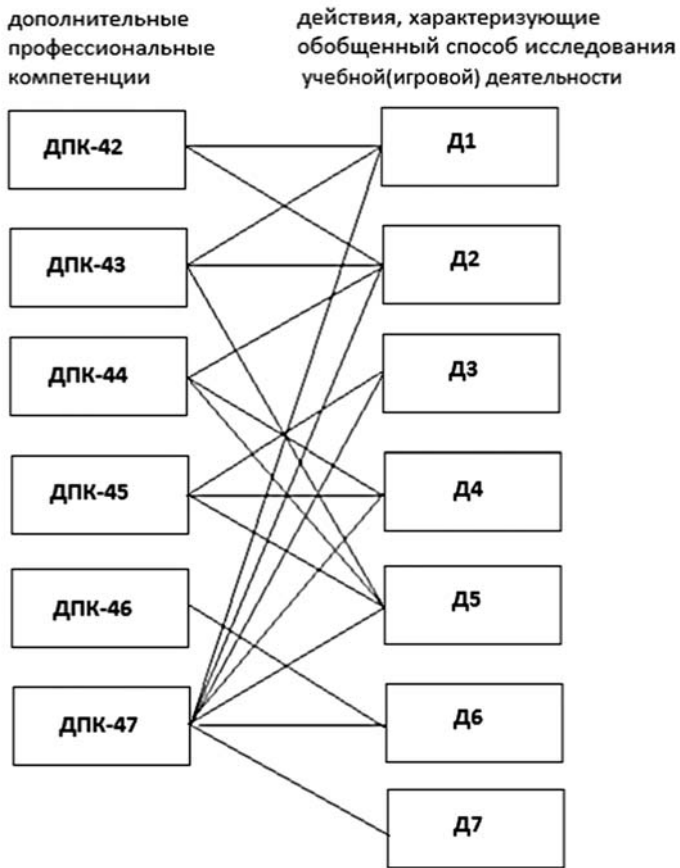 дополнительные
профессиональные
компетенции
действия, характеризующие
обобщенный способ исследования
учебной(игровой) деятельности
ДПК-42
Д1
ДПК-43
Д2
ДПК-44
Д3
ДПК-45
Д4
ДПК-46
Д5
ДПК-47
Д6
Д7